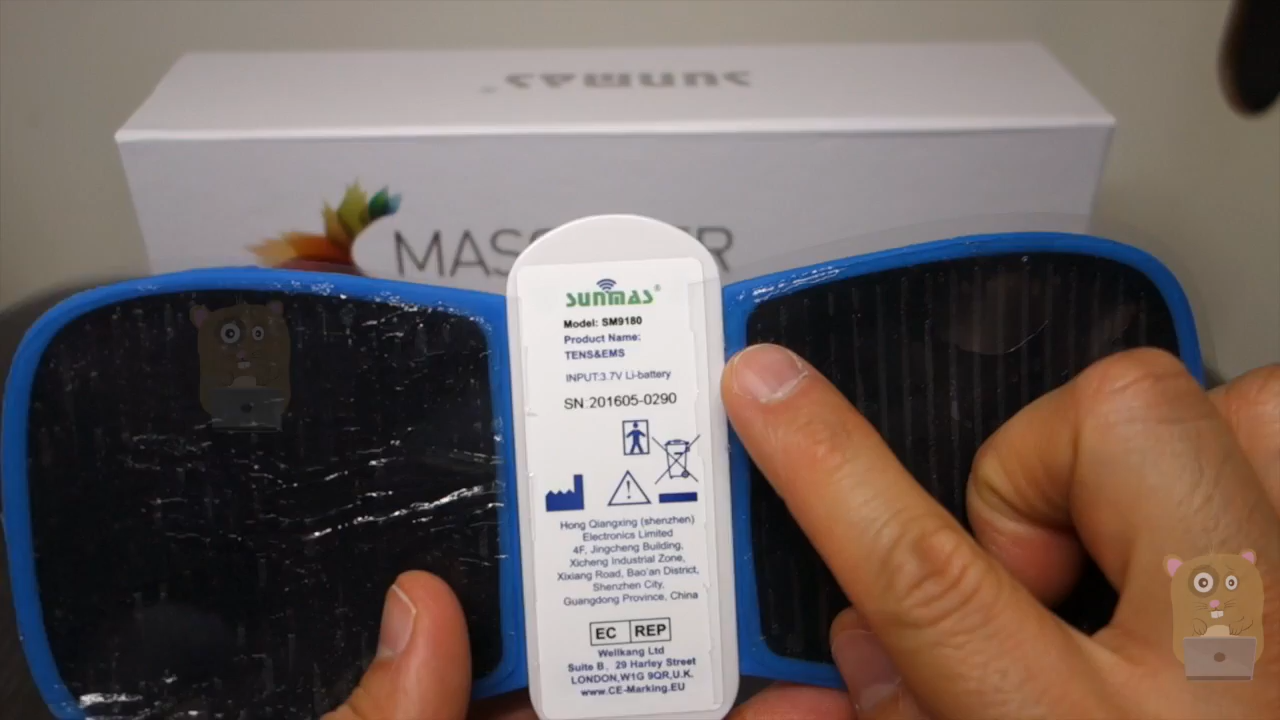 SUNMAS
sunmas®
Model: SM9180
Product Name:
TENS&EMS
INPUT:3.7V Li-battery
SN:201605-0290
Hong Qiangxing (shenzhen)
Electronics Limited
4F, Jingcheng Building,
Xicheng Industrial Zone,
Xixiang Road, Bao'an District,
Shenzhen City,
Guangdong Province, China
EC REP
Wellkang Ltd
Suite B, 29 Harley Street
LONDON,W1G 9QR,U.K.
www.CE-Marking.EU